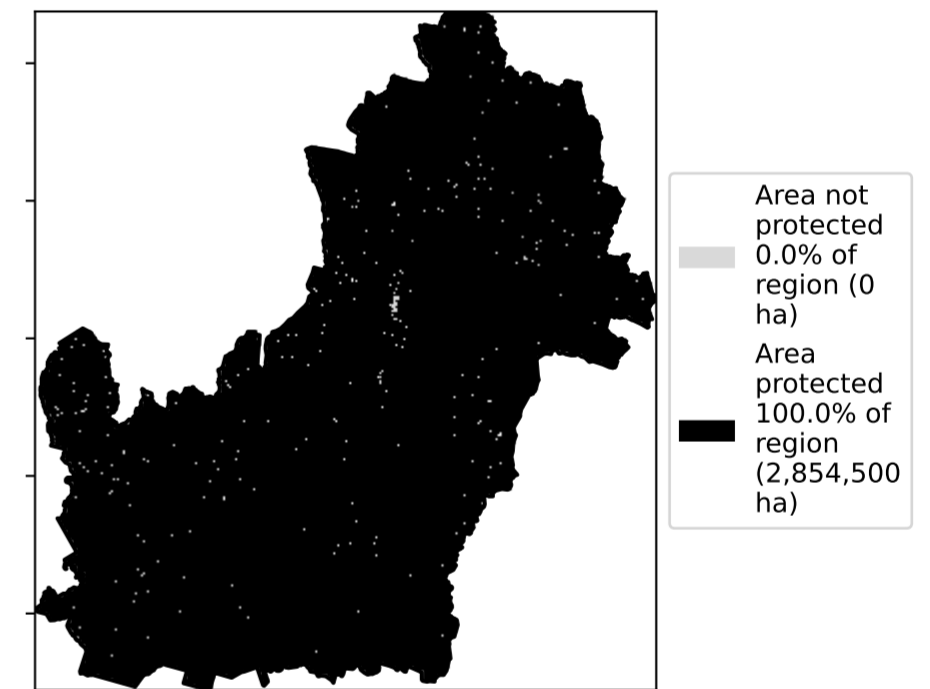 Area not
protected
0.0% of
region (0
ha)
Area
protected
100.0% of
region
(2,854,500
ha)